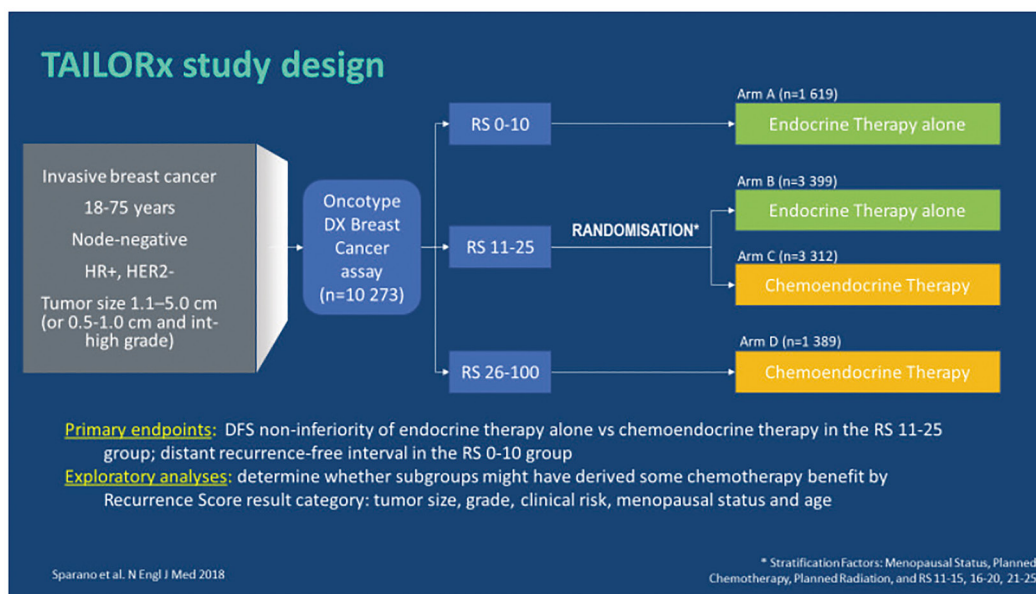 TAILORx study design
Invasive breast cancer
18-75 years
Node-negative
HR+, HER2-
Tumor size 1.1–5.0 cm
(or 0.5-1.0 cm and int-
high grade)
Oncotype
DX Breast
Cancer
assay
(n=10 273)
RS 0-10
Arm A (n=1 619)
Endocrine Therapy alone
RS 11-25
RANDOMISATION*
Arm B (n=3 399)
Endocrine Therapy alone
Arm C (n=3 312)
Chemoendocrine Therapy
RS 26-100
Arm D (n=1 389)
Chemoendocrine Therapy
Primary endpoints: DFS non-inferiority of endocrine therapy alone vs chemoendocrine therapy in the RS 11-25
group; distant recurrence-free interval in the RS 0-10 group
Exploratory analyses: determine whether subgroups might have derived some chemotherapy benefit by
Recurrence Score result category: tumor size, grade, clinical risk, menopausal status and age
Sparano et al. N Engl J Med 2018
* Stratification Factors: Menopausal Status, Planned
Chemotherapy, Planned Radiation, and RS 11-15, 16-20, 21-25